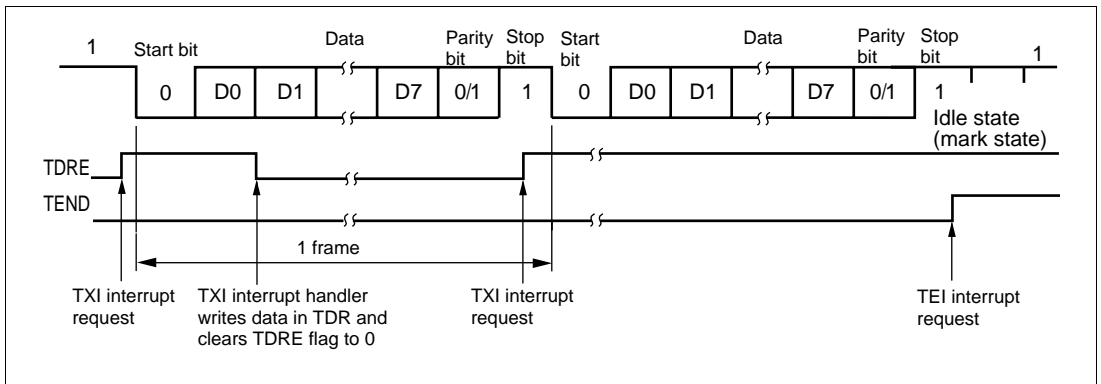 1 Start bit Data Parity bit Stop bit Start bit Data Parity bit Stop bit 1
0 D0 D1 D7 0/1 1 0 D0 D1 D7 0/1 1
Idle state
(mark state)
TDRE
TEND
1 frame
TXI interrupt
request
TXI interrupt handler
writes data in TDR and
clears TDRE flag to 0
TXI interrupt
request
TEI interrupt
request